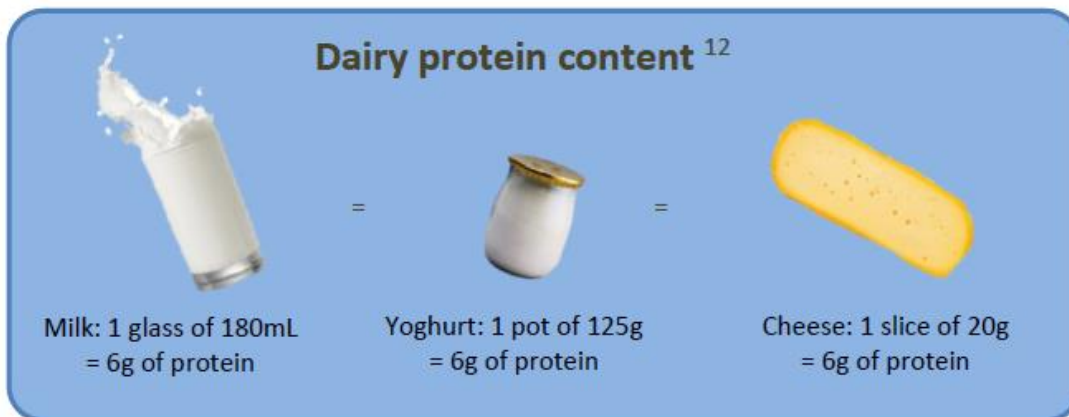 Dairy protein content 12
= =
Milk: 1 glass of 180mL
= 6g of protein
Yoghurt: 1 pot of 125g
= 6g of protein
Cheese: 1 slice of 20g
= 6g of protein